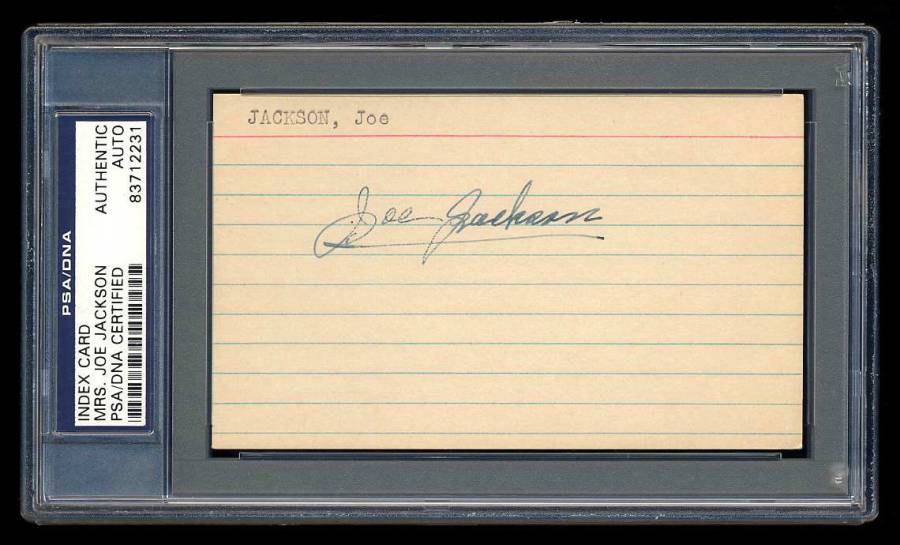 PSA/DNA
INDEX CARD
MRS. JOE JACKSON
PSA/DNA CERTIFIED
AUTHENTIC
AUTO
83712231
JACKSON, Joe
Joe Jackson